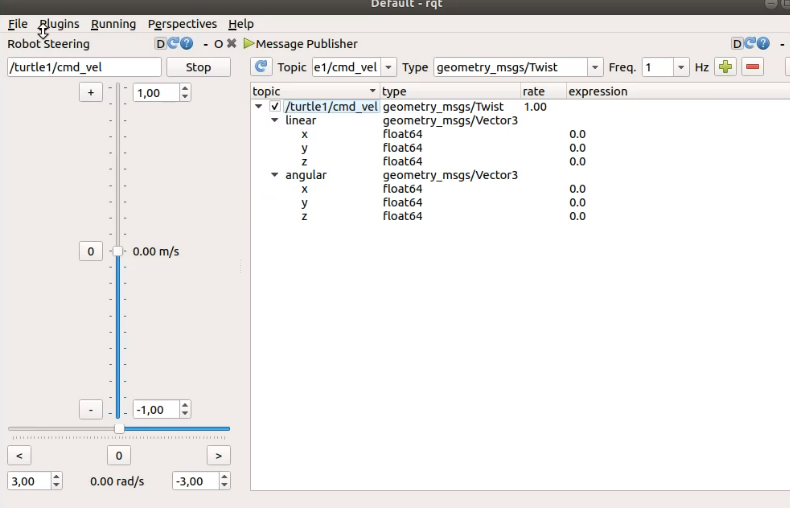 Default - rqt
File Plugins Running Perspectives Help
Robot Steering D ? - O ✖ Message Publisher D ? -
/turtle1/cmd_vel Stop Topic e1/cmd_vel Type geometry_msgs/Twist Freq. 1 Hz
+ 1,00 topic type rate expression
/turtle1/cmd_vel geometry_msgs/Twist 1.00
linear geometry_msgs/Vector3
x float64 0.0
y float64 0.0
z float64 0.0
angular geometry_msgs/Vector3
x float64 0.0
y float64 0.0
z float64 0.0
0 0.00 m/s
- -1,00
< 0 >
3,00 0.00 rad/s -3,00